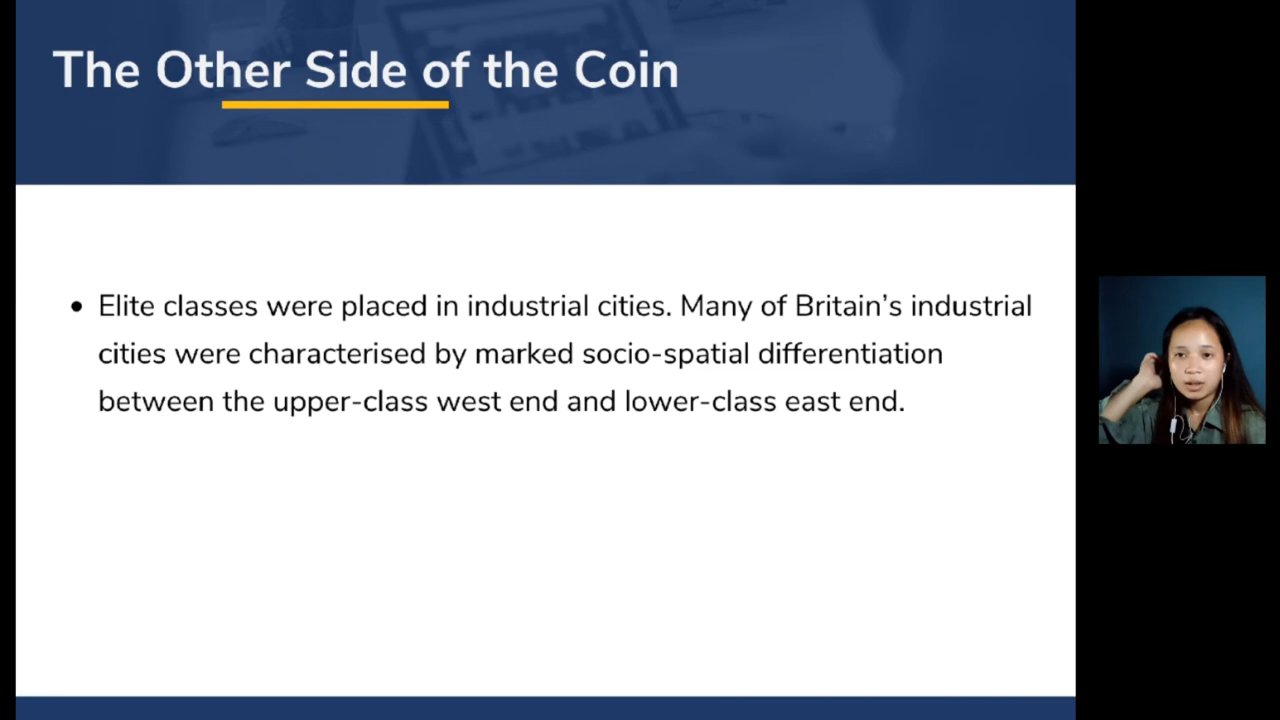 The Other Side of the Coin
• Elite classes were placed in industrial cities. Many of Britain’s industrial
cities were characterised by marked socio-spatial differentiation
between the upper-class west end and lower-class east end.